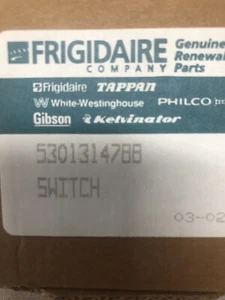 FRIGIDAIRE
COMPANY
Genuine
Renewal
Parts
Frigidaire TAPPAN
White-Westinghouse PHILCO
Gibson Kelvinator
5301314788
SWITCH
03-02